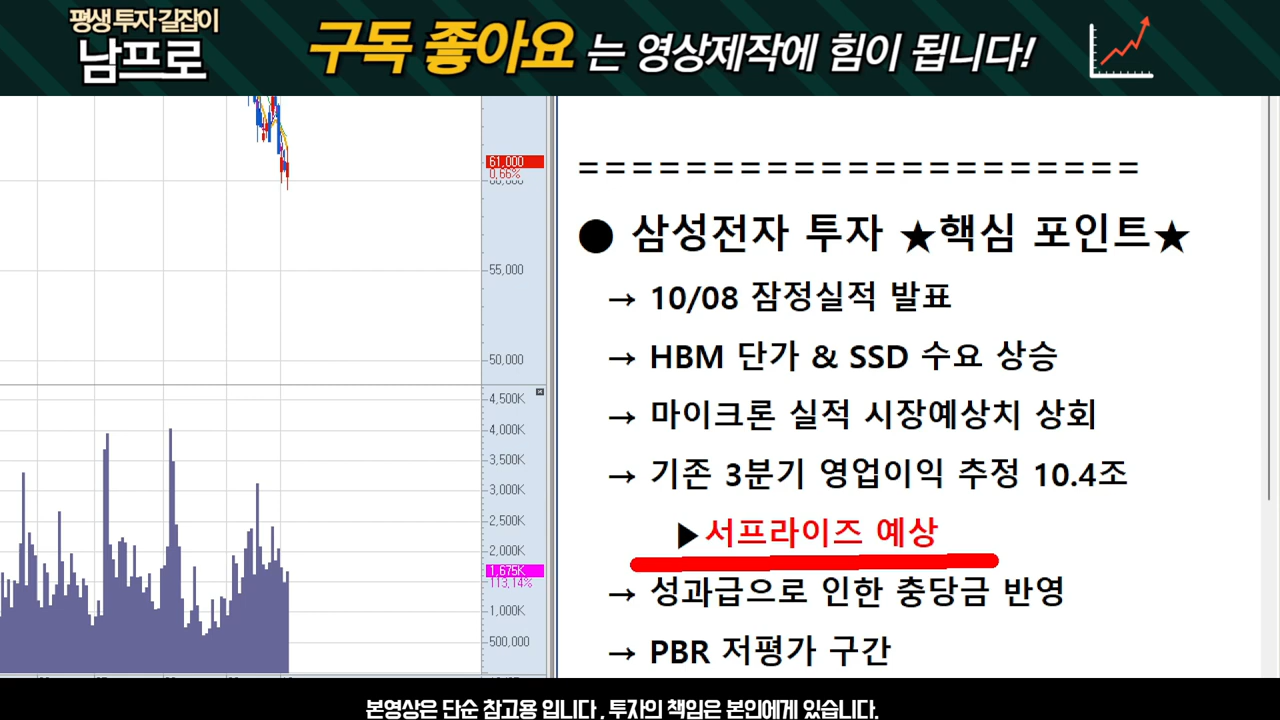 평생 투자 길잡이
남프로
구독 좋아요 는 영상제작에 힘이 됩니다!
61,000
0,66%
60,000
55,000
50,000
4,500K
4,000K
3,500K
3,000K
2,500K
2,000K
1,675K
113,14%
1,000K
500,000
=====================
● 삼성전자 투자 ★핵심 포인트★
→ 10/08 잠정실적 발표
→ HBM 단가 & SSD 수요 상승
→ 마이크론 실적 시장예상치 상회
→ 기존 3분기 영업이익 추정 10.4조
▶서프라이즈 예상
→ 성과급으로 인한 충당금 반영
→ PBR 저평가 구간
본영상은 단순 참고용 입니다 , 투자의 책임은 본인에게 있습니다.